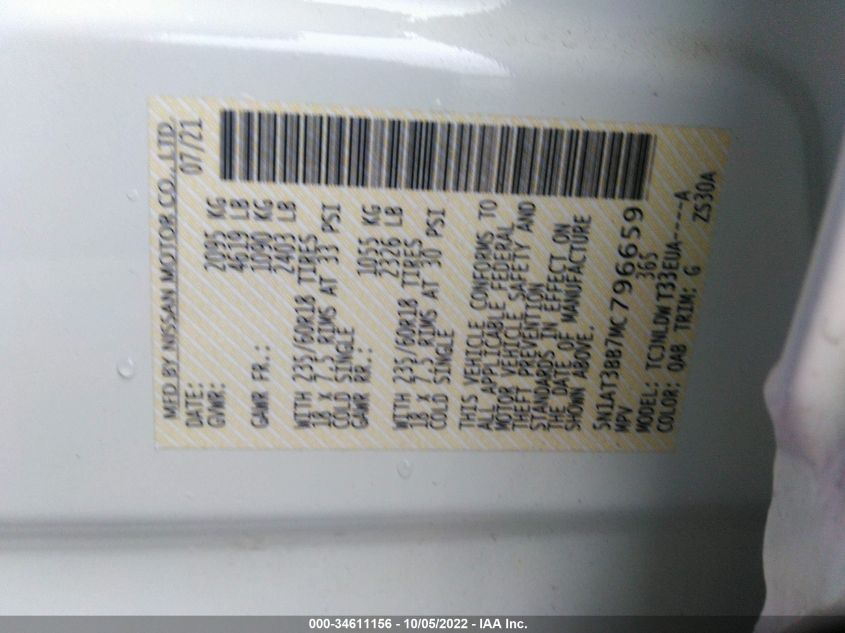 MFD BY NISSAN MOTOR CO., LTD.
DATE: 07/21
GVWR: 2095 KG
4619 LB
GAWR FR.: 1090 KG
2403 LB
WITH 235/60R18 TIRES
18 X 7.5 RIMS AT 33 PSI
COLD SINGLE
GAWR RR.: 1055 KG
2326 LB
WITH 235/60R18 TIRES
18 X 7.5 RIMS AT 30 PSI
COLD SINGLE
THIS VEHICLE CONFORMS TO
ALL APPLICABLE FEDERAL
MOTOR VEHICLE SAFETY AND
THEFT PREVENTION
STANDARDS IN EFFECT ON
THE DATE OF MANUFACTURE
SHOWN ABOVE.
5N1AT3BB7MC796659
MPV 365
MODEL: TCJNLDWT33EUA----A
COLOR: QAB TRIM: G ZS30A
000-34611156 - 10/05/2022 - IAA Inc.